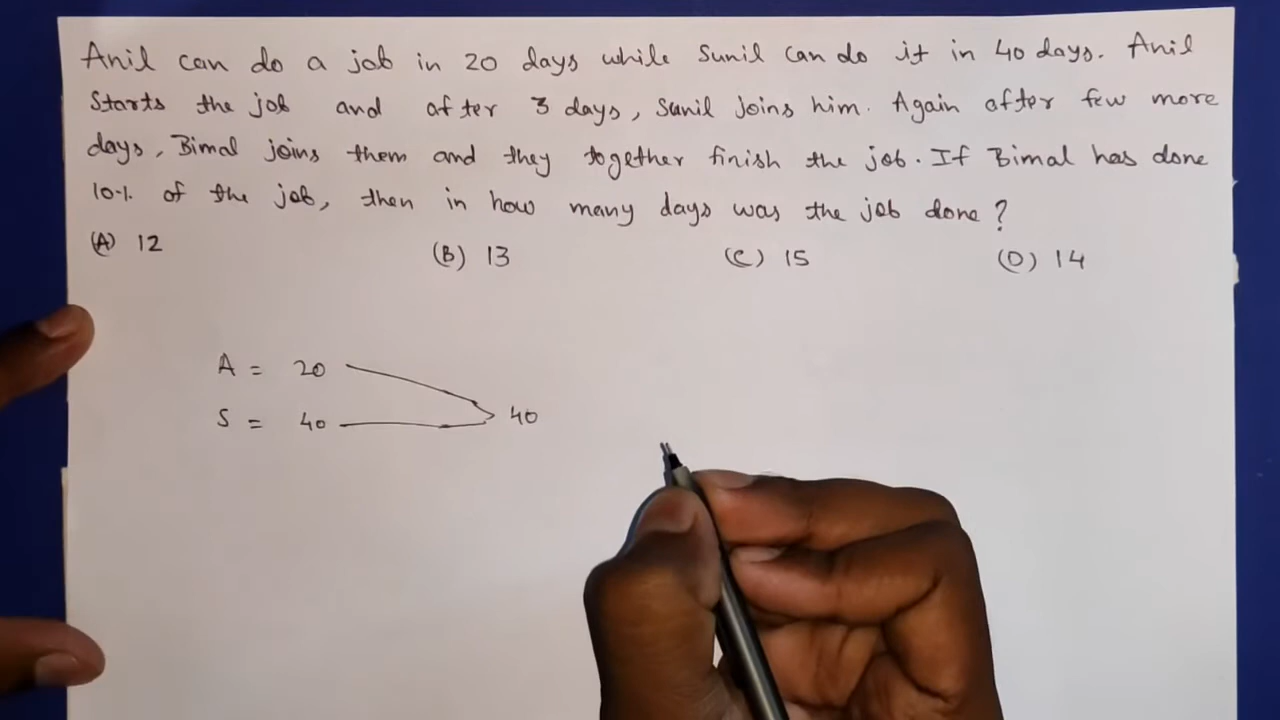 Anil can do a job in 20 days while Sunil can do it in 40 days. Anil
Starts the job and after 3 days, Sunil joins him. Again after few more
days, Bimal joins them and they together finish the job. If Bimal has done
10% of the job, then in how many days was the job done?
(A) 12 (B) 13 (C) 15 (D) 14
A = 20
S = 40 40